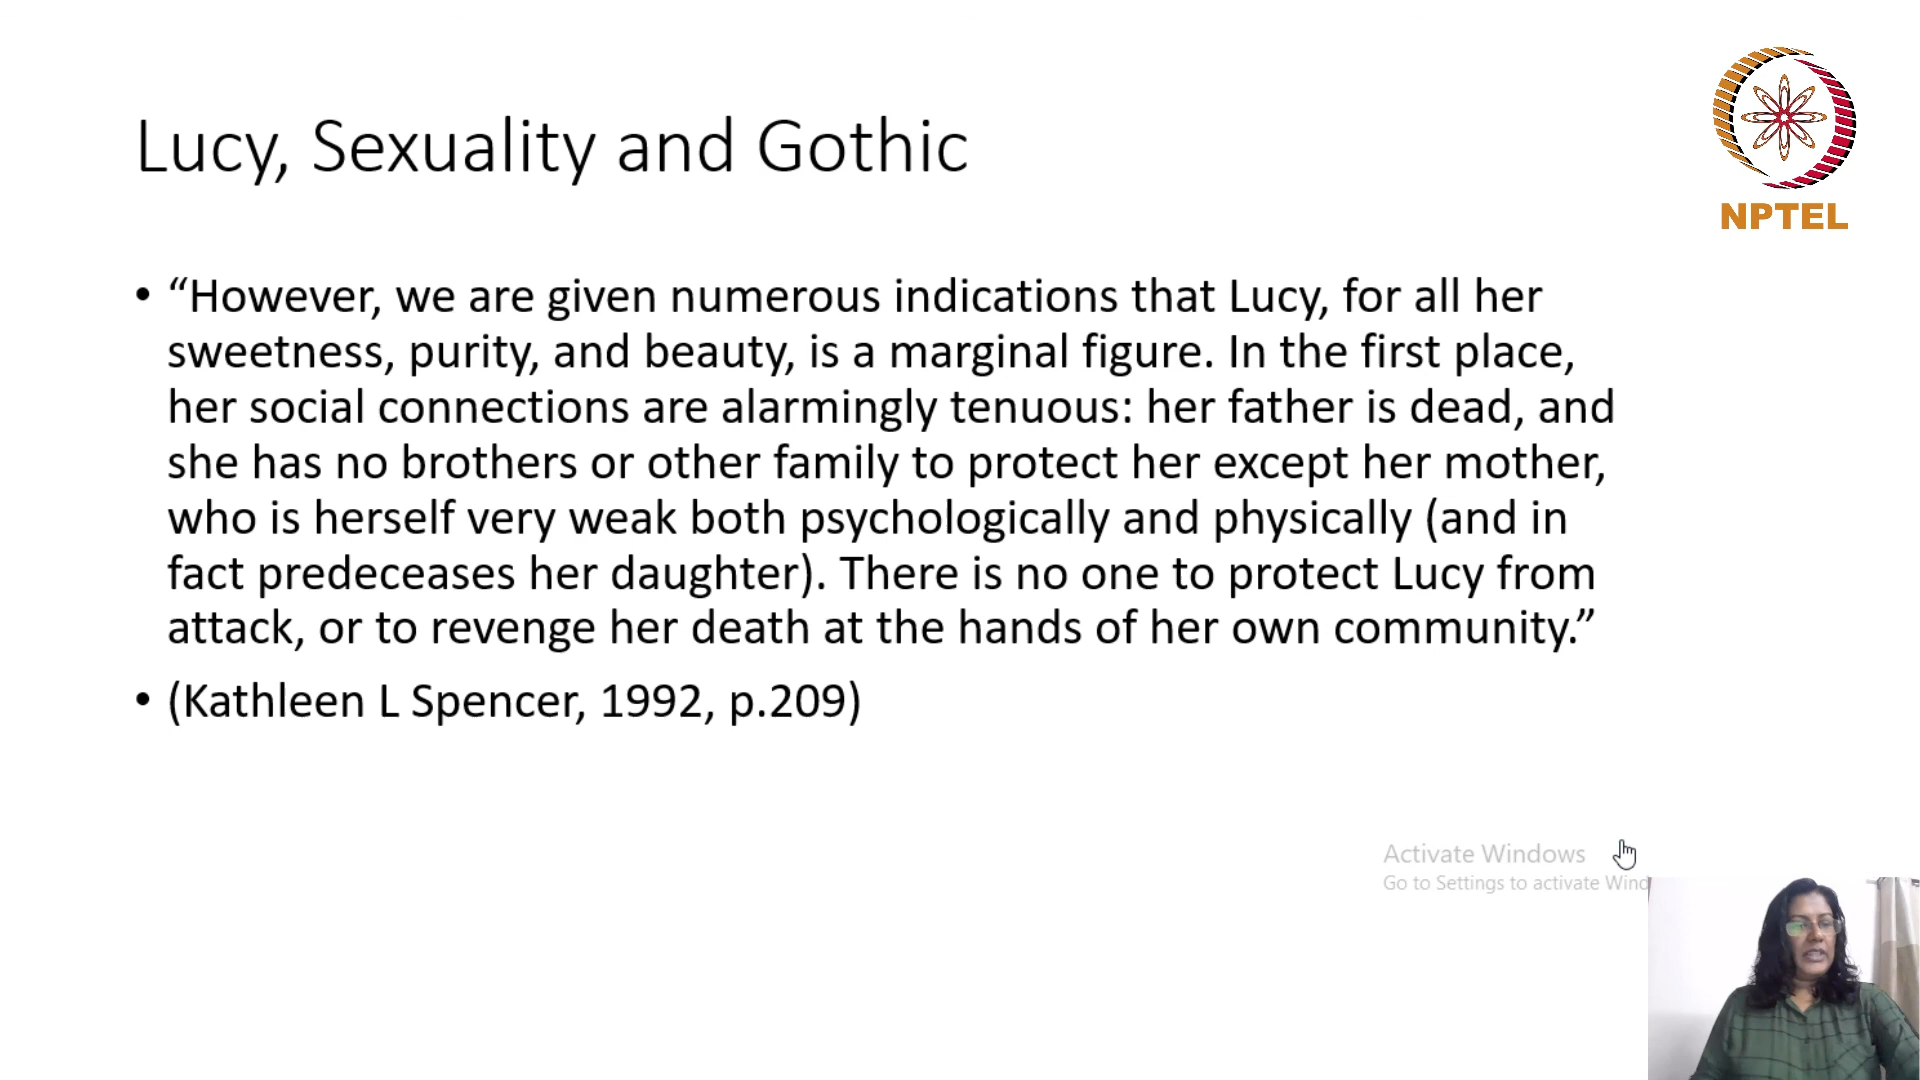 Lucy, Sexuality and Gothic
NPTEL
• “However, we are given numerous indications that Lucy, for all her
sweetness, purity, and beauty, is a marginal figure. In the first place,
her social connections are alarmingly tenuous: her father is dead, and
she has no brothers or other family to protect her except her mother,
who is herself very weak both psychologically and physically (and in
fact predeceases her daughter). There is no one to protect Lucy from
attack, or to revenge her death at the hands of her own community.”
• (Kathleen L Spencer, 1992, p.209)
Activate Windows
Go to Settings to activate Wind